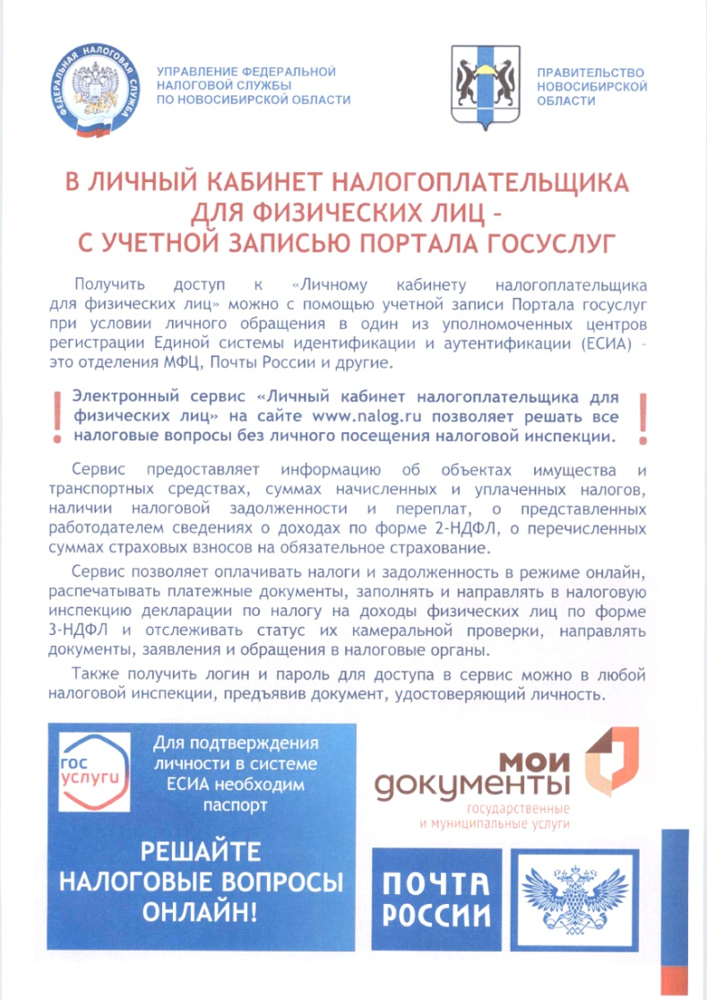 ФЕДЕРАЛЬНАЯ НАЛОГОВАЯ СЛУЖБА
УПРАВЛЕНИЕ ФЕДЕРАЛЬНОЙ
НАЛОГОВОЙ СЛУЖБЫ
ПО НОВОСИБИРСКОЙ ОБЛАСТИ
ПРАВИТЕЛЬСТВО
НОВОСИБИРСКОЙ
ОБЛАСТИ
В ЛИЧНЫЙ КАБИНЕТ НАЛОГОПЛАТЕЛЬЩИКА
ДЛЯ ФИЗИЧЕСКИХ ЛИЦ –
С УЧЕТНОЙ ЗАПИСЬЮ ПОРТАЛА ГОСУСЛУГ
Получить доступ к «Личному кабинету налогоплательщика
для физических лиц» можно с помощью учетной записи Портала госуслуг
при условии личного обращения в один из уполномоченных центров
регистрации Единой системы идентификации и аутентификации (ЕСИА) –
это отделения МФЦ, Почты России и другие.
! Электронный сервис «Личный кабинет налогоплательщика для
физических лиц» на сайте www.nalog.ru позволяет решать все
налоговые вопросы без личного посещения налоговой инспекции. !
Сервис предоставляет информацию об объектах имущества и
транспортных средствах, суммах начисленных и уплаченных налогов,
наличии налоговой задолженности и переплат, о представленных
работодателем сведениях о доходах по форме 2-НДФЛ, о перечисленных
суммах страховых взносов на обязательное страхование.
Сервис позволяет оплачивать налоги и задолженность в режиме онлайн,
распечатывать платежные документы, заполнять и направлять в налоговую
инспекцию декларации по налогу на доходы физических лиц по форме
3-НДФЛ и отслеживать статус их камеральной проверки, направлять
документы, заявления и обращения в налоговые органы.
Также получить логин и пароль для доступа в сервис можно в любой
налоговой инспекции, предъявив документ, удостоверяющий личность.
гос
услуги
Для подтверждения
личности в системе
ЕСИА необходим
паспорт
РЕШАЙТЕ
НАЛОГОВЫЕ ВОПРОСЫ
ОНЛАЙН!
мои
документы
государственные
и муниципальные услуги
ПОЧТА
РОССИИ